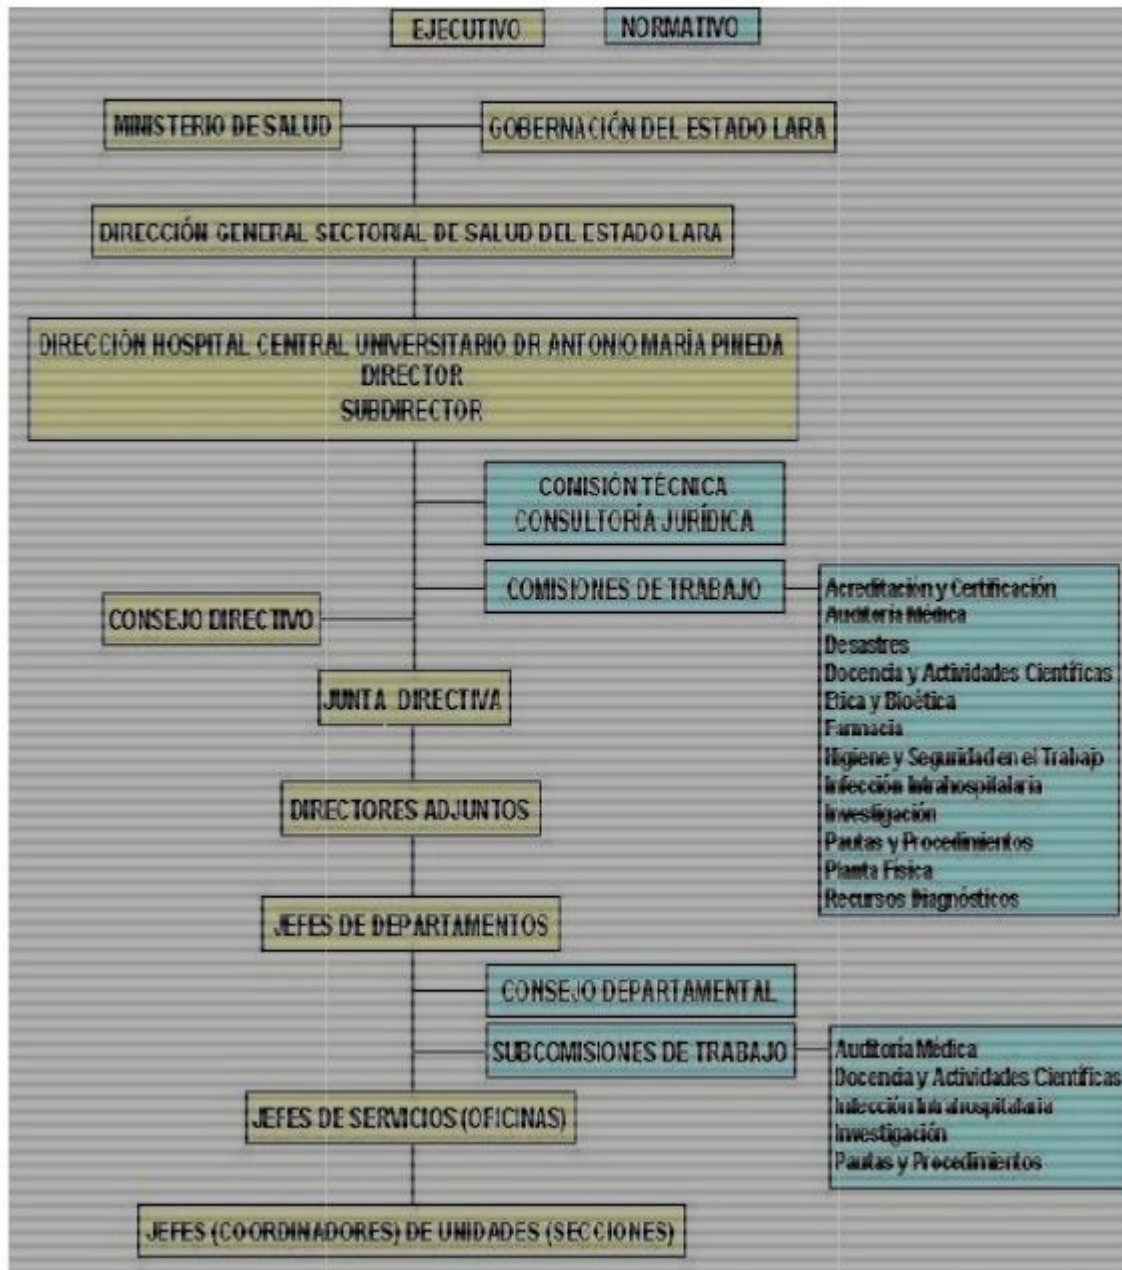 EJECUTIVO
NORMATIVO
MINISTERIO DE SALUD
GOBERNACIÓN DEL ESTADO LARA
DIRECCIÓN GENERAL SECTORIAL DE SALUD DEL ESTADO LARA
DIRECCIÓN HOSPITAL CENTRAL UNIVERSITARIO DR ANTONIO MARÍA PINEDA
DIRECTOR
SUBDIRECTOR
COMISIÓN TÉCNICA
CONSULTORÍA JURÍDICA
COMISIONES DE TRABAJO
Acreditación y Certificación
Auditoría Médica
Desastres
Docencia y Actividades Científicas
Etica y Bioética
Farmacia
Higiene y Seguridad en el Trabajo
Infección Intrahospitalaria
Investigación
Pautas y Procedimientos
Planta Física
Recursos Diagnósticos
CONSEJO DIRECTIVO
JUNTA DIRECTIVA
DIRECTORES ADJUNTOS
JEFES DE DEPARTAMENTOS
CONSEJO DEPARTAMENTAL
SUBCOMISIONES DE TRABAJO
Auditoría Médica
Docencia y Actividades Científicas
Infección Intrahospitalaria
Investigación
Pautas y Procedimientos
JEFES DE SERVICIOS (OFICINAS)
JEFES (COORDINADORES) DE UNIDADES (SECCIONES)